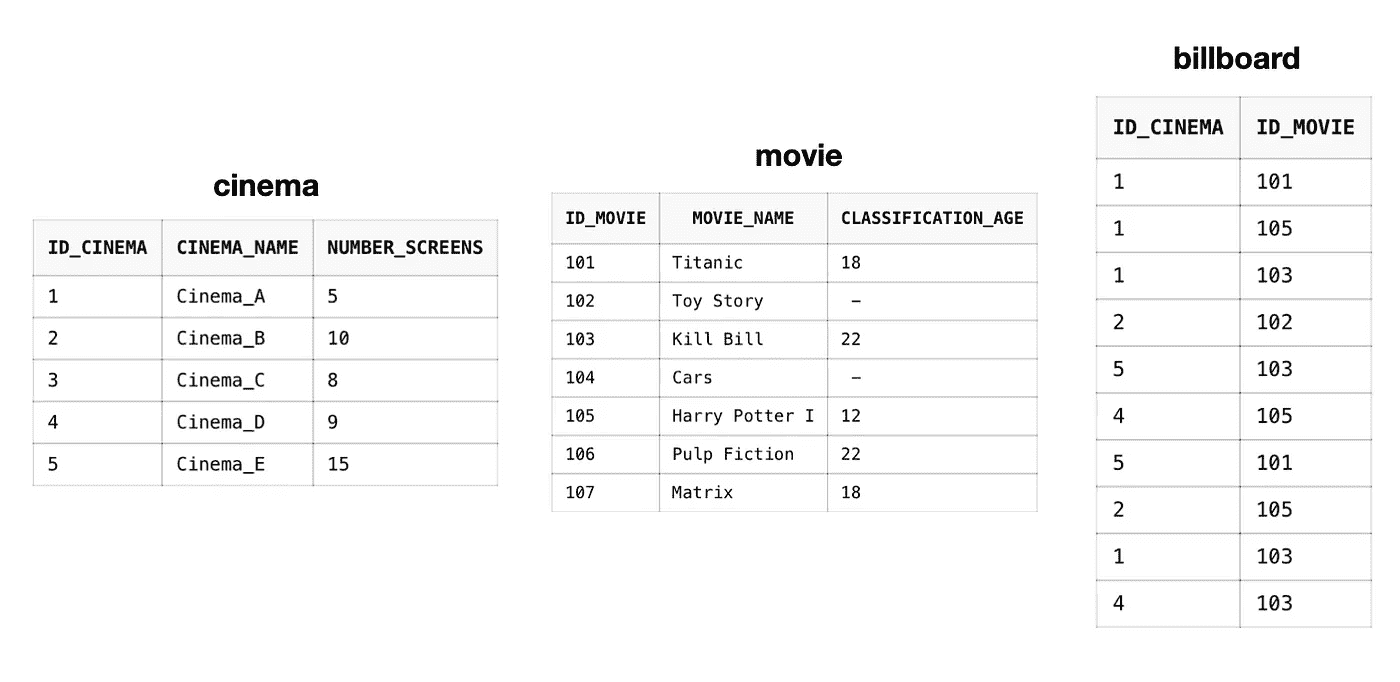 cinema
ID_CINEMA CINEMA_NAME NUMBER_SCREENS
1 Cinema_A 5
2 Cinema_B 10
3 Cinema_C 8
4 Cinema_D 9
5 Cinema_E 15
movie
ID_MOVIE MOVIE_NAME CLASSIFICATION_AGE
101 Titanic 18
102 Toy Story –
103 Kill Bill 22
104 Cars –
105 Harry Potter I 12
106 Pulp Fiction 22
107 Matrix 18
billboard
ID_CINEMA ID_MOVIE
1 101
1 105
1 103
2 102
5 103
4 105
5 101
2 105
1 103
4 103